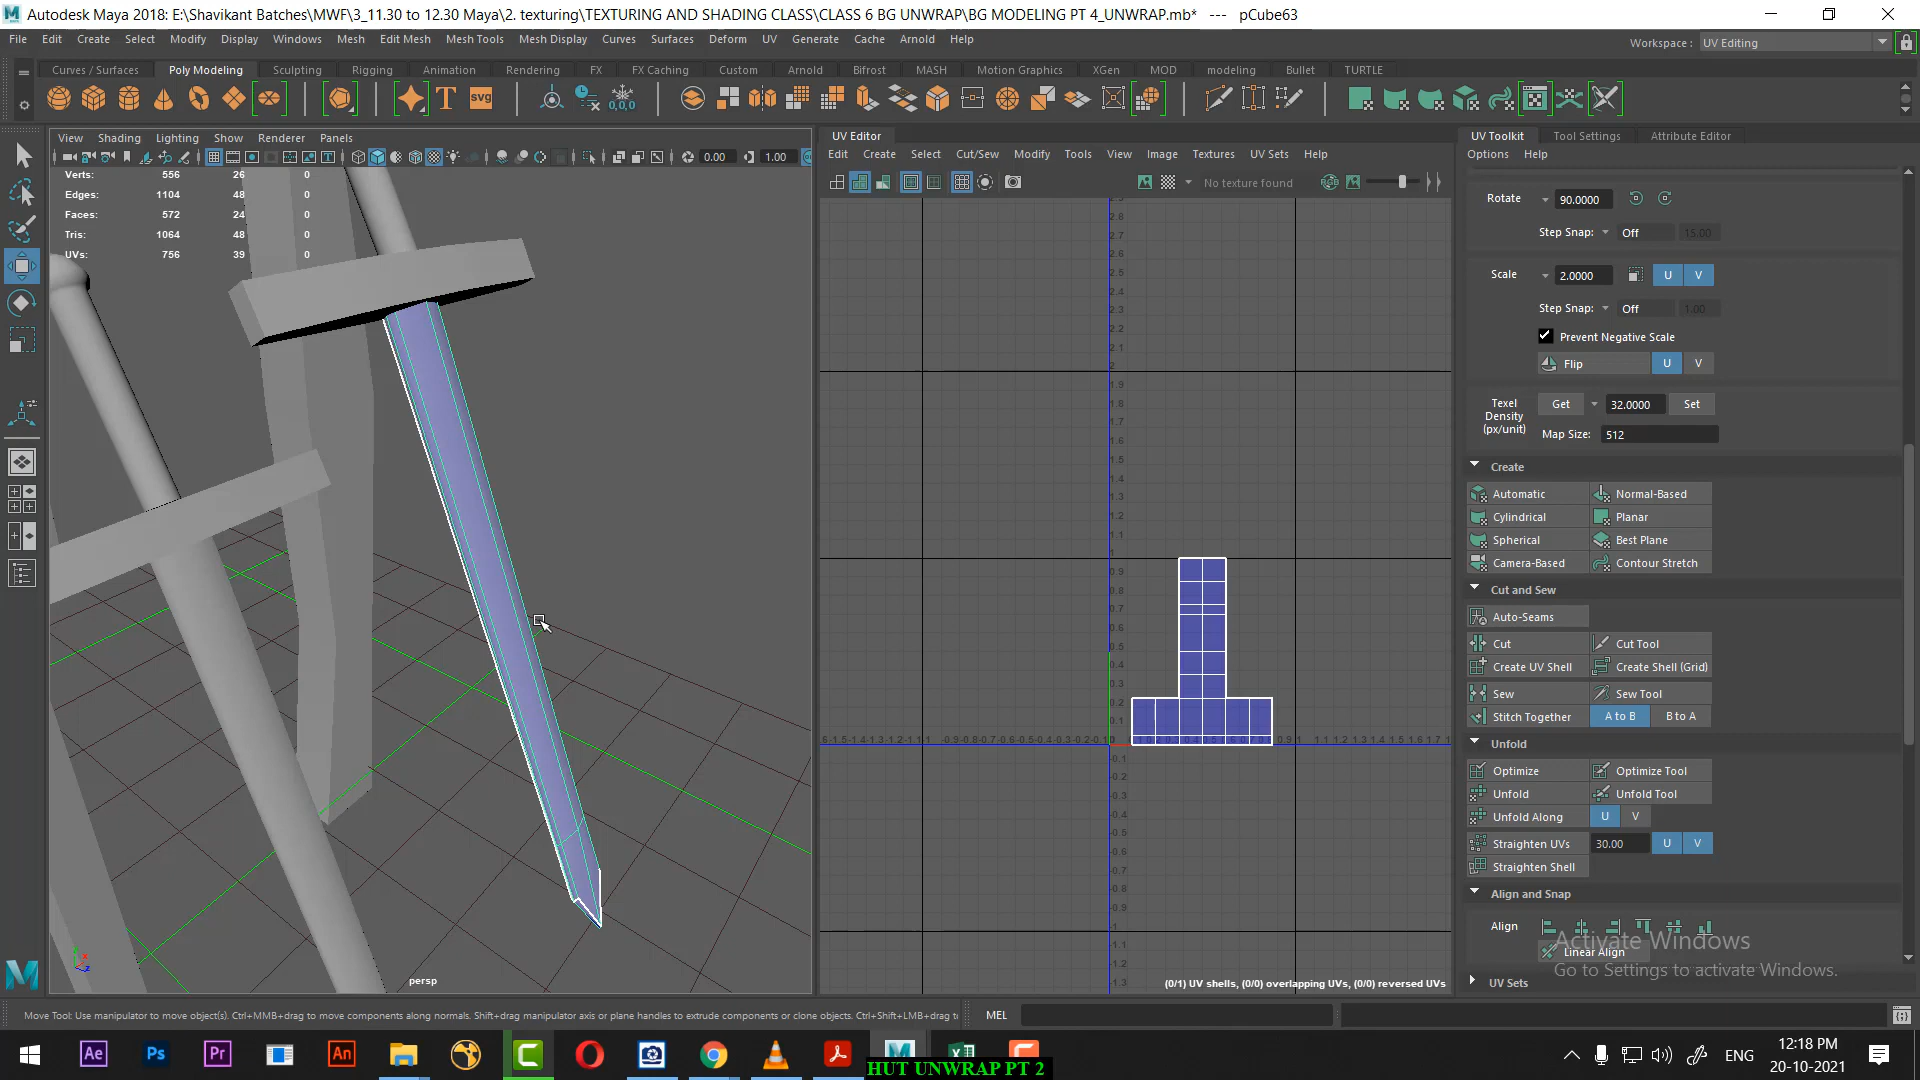 Autodesk Maya 2018: E:\Shavikant Batches\MWF\3_11.30 to 12.30 Maya\2. texturing\TEXTURING AND SHADING CLASS\CLASS 6 BG UNWRAP\BG MODELING PT 4_UNWRAP.mb* --- pCube63
File Edit Create Select Modify Display Windows Mesh Edit Mesh Mesh Tools Mesh Display Curves Surfaces Deform UV Generate Cache Arnold Help
Workspace : UV Editing
Curves / Surfaces Poly Modeling Sculpting Rigging Animation Rendering FX FX Caching Custom Arnold Bifrost MASH Motion Graphics XGen MOD modeling Bullet TURTLE
View Shading Lighting Show Renderer Panels
0.00 1.00
Verts: 556 26 0
Edges: 1104 48 0
Faces: 572 24 0
Tris: 1064 48 0
UVs: 756 39 0
persp
UV Editor
Edit Create Select Cut/Sew Modify Tools View Image Textures UV Sets Help
No texture found
(0/1) UV shells, (0/0) overlapping UVs, (0/0) reversed UVs
UV Toolkit Tool Settings Attribute Editor
Options Help
Rotate 90.0000
Step Snap: Off 15.00
Scale 2.0000 U V
Step Snap: Off 1.00
Prevent Negative Scale
Flip U V
Texel Density (px/unit) Get 32.0000 Set
Map Size: 512
Create
Automatic Normal-Based
Cylindrical Planar
Spherical Best Plane
Camera-Based Contour Stretch
Cut and Sew
Auto-Seams
Cut Cut Tool
Create UV Shell Create Shell (Grid)
Sew Sew Tool
Stitch Together A to B B to A
Unfold
Optimize Optimize Tool
Unfold Unfold Tool
Unfold Along U V
Straighten UVs 30.00 U V
Straighten Shell
Align and Snap
Align
Linear Align
UV Sets
Activate Windows
Go to Settings to activate Windows.
Move Tool: Use manipulator to move object(s). Ctrl+MMB+drag to move components along normals. Shift+drag manipulator axis or plane handles to extrude components or clone objects. Ctrl+Shift+LMB+drag
MEL
HUT UNWRAP PT 2
ENG
12:18 PM
20-10-2021